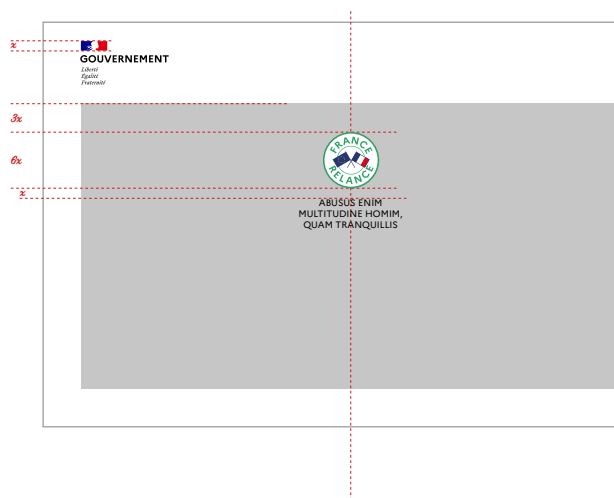 x
GOUVERNEMENT
Liberté
Égalité
Fraternité
3x
6x
FRANCE
RELANCE
x
ABUSUS ENIM
MULTITUDINE HOMIM,
QUAM TRANQUILLIS